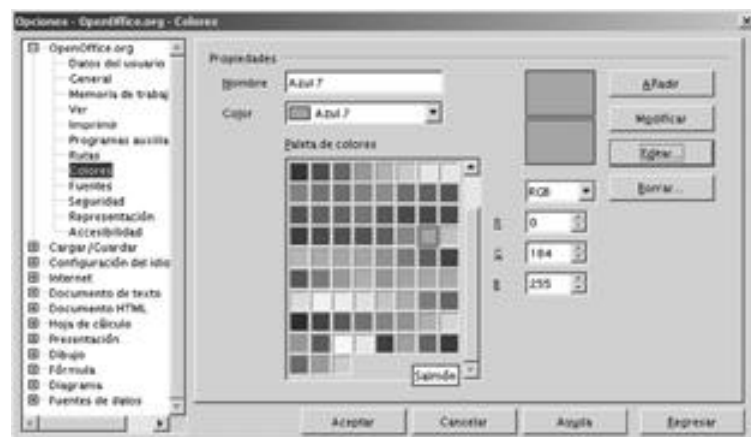 Opciones - OpenOffice.org - Colores
OpenOffice.org
Datos del usuario
General
Memoria de trabaj
Ver
Imprimir
Programas auxilia
Rutas
Colores
Fuentes
Seguridad
Representación
Accesibilidad
Cargar/Guardar
Configuración del idio
Internet
Documento de texto
Documento HTML
Hoja de cálculo
Presentación
Dibujo
Fórmula
Diagrama
Fuentes de datos
Propiedades
Nombre
Azul 7
Color
Azul 7
Paleta de colores
Salmón
RGB
R
0
G
184
B
255
Añadir
Modificar
Editar...
Borrar...
Aceptar
Cancelar
Ayuda
Regresar